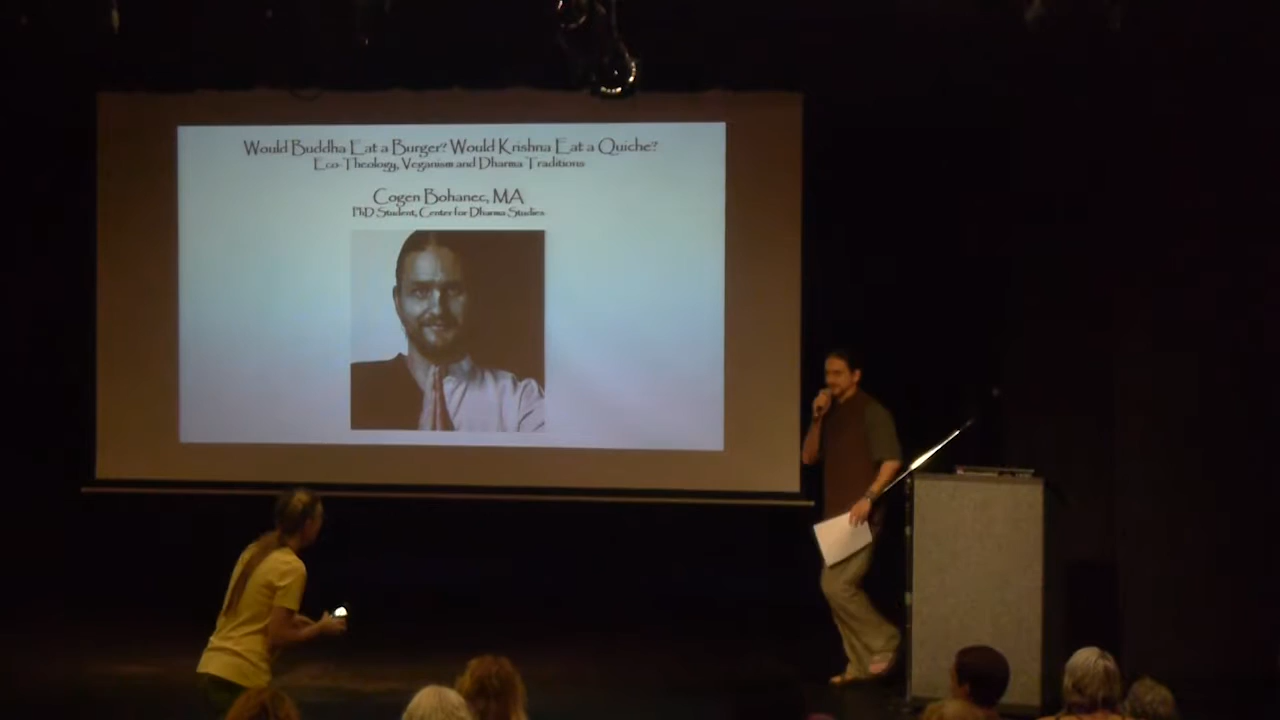 Would Buddha Eat a Burger? Would Krishna Eat a Quiche?
Eco-Theology, Veganism and Dharma Traditions
Cogen Bohanec, MA
PhD Student, Center for Dharma Studies